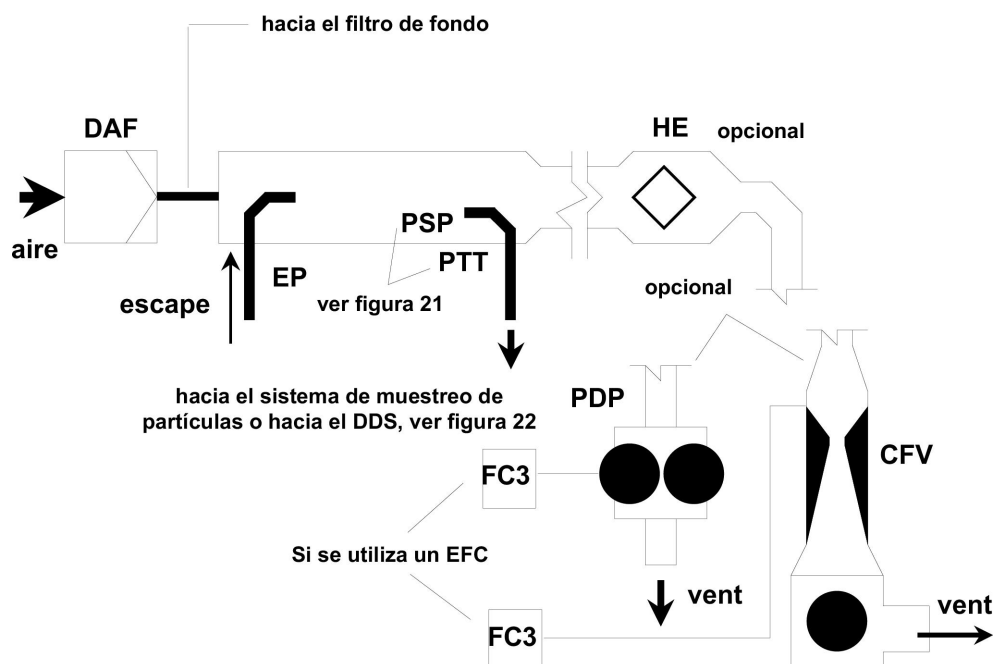 hacia el filtro de fondo
DAF
HE
opcional
aire
PSP
PTT
EP
escape
ver figura 21
opcional
hacia el sistema de muestreo de
partículas o hacia el DDS, ver figura 22
PDP
CFV
FC3
Si se utiliza un EFC
vent
vent
FC3